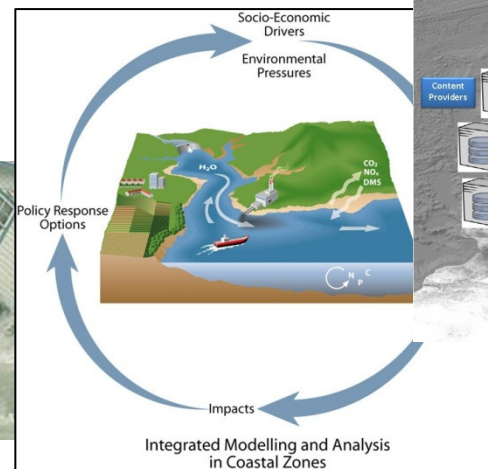 Socio-Economic
Drivers
Environmental
Pressures
Content
Providers
H₂O
CO₂
NOₓ
DMS
Policy Response
Options
N C
P
Impacts
Integrated Modelling and Analysis
in Coastal Zones